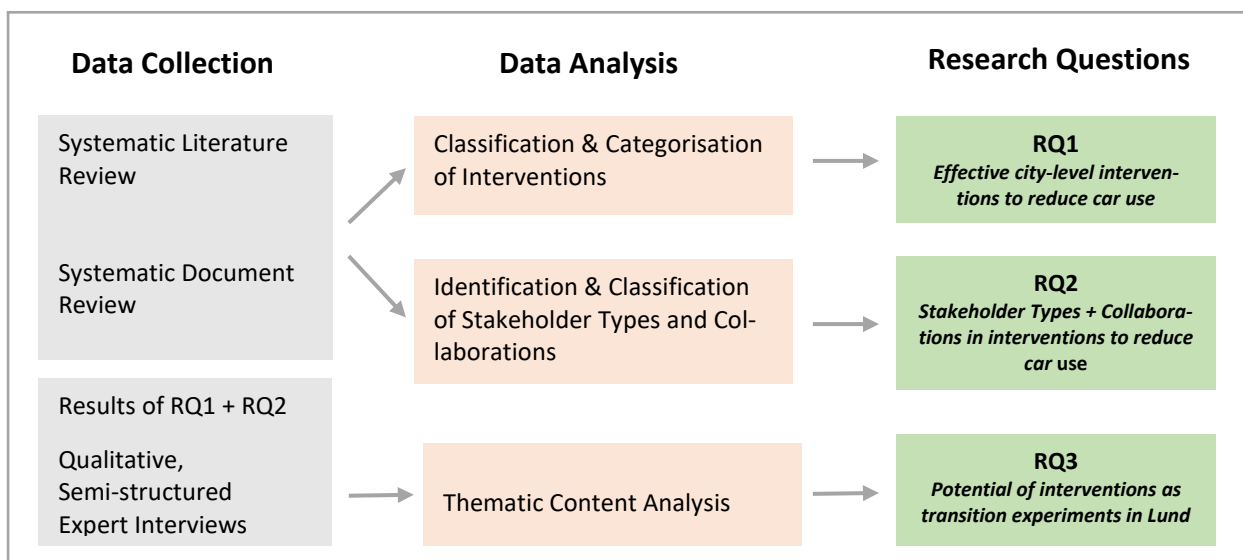 Data Collection
Systematic Literature
Review
Systematic Document
Review
Results of RQ1 + RQ2
Qualitative,
Semi-structured
Expert Interviews
Data Analysis
Classification & Categorisation
of Interventions
Identification & Classification
of Stakeholder Types and Col-
laborations
Thematic Content Analysis
Research Questions
RQ1
Effective city-level interven-
tions to reduce car use
RQ2
Stakeholder Types + Collabora-
tions in interventions to reduce
car use
RQ3
Potential of interventions as
transition experiments in Lund